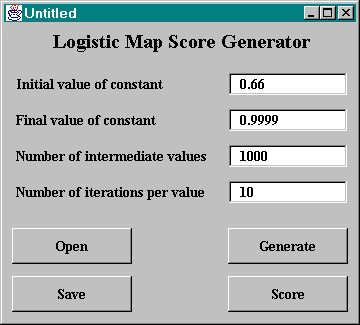 Untitled
Logistic Map Score Generator
Initial value of constant 0.66
Final value of constant 0.9999
Number of intermediate values 1000
Number of iterations per value 10
Open Generate
Save Score